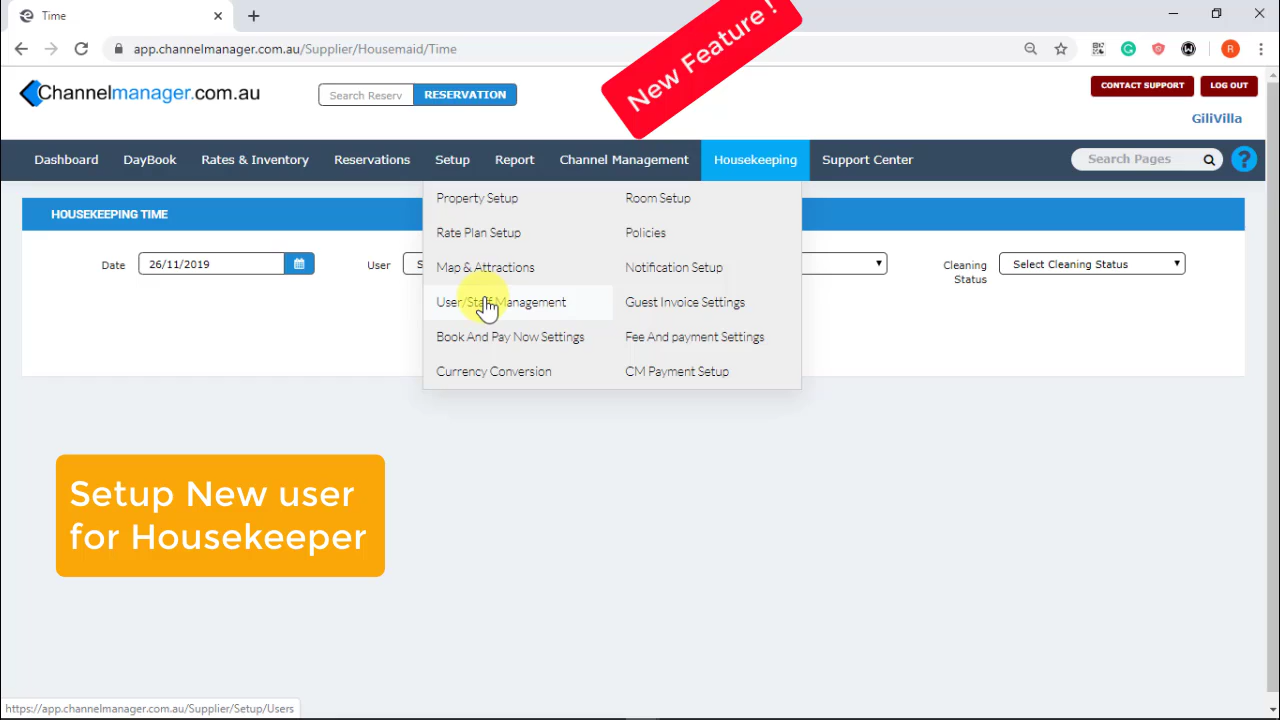 Time
app.channelmanager.com.au/Supplier/Housemaid/Time
New Feature !
Channelmanager.com.au
Search Reserv
RESERVATION
CONTACT SUPPORT
LOG OUT
GiliVilla
Dashboard
DayBook
Rates & Inventory
Reservations
Setup
Report
Channel Management
Housekeeping
Support Center
Search Pages
?
HOUSEKEEPING TIME
Date
26/11/2019
User
S
Cleaning
Status
Select Cleaning Status
Property Setup
Room Setup
Rate Plan Setup
Policies
Map & Attractions
Notification Setup
User/Staff Management
Guest Invoice Settings
Book And Pay Now Settings
Fee And payment Settings
Currency Conversion
CM Payment Setup
Setup New user
for Housekeeper
https://app.channelmanager.com.au/Supplier/Setup/Users
R